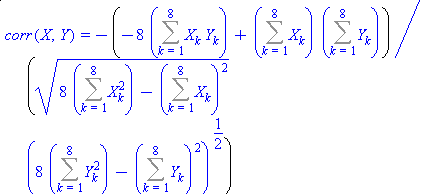 corr(X, Y) = −(−8 (∑_{k=1}^{8} X_k Y_k) + (∑_{k=1}^{8} X_k) (∑_{k=1}^{8} Y_k)) /
(√(8 (∑_{k=1}^{8} X_k^2) − (∑_{k=1}^{8} X_k)^2)
(8 (∑_{k=1}^{8} Y_k^2) − (∑_{k=1}^{8} Y_k)^2)^{1/2})